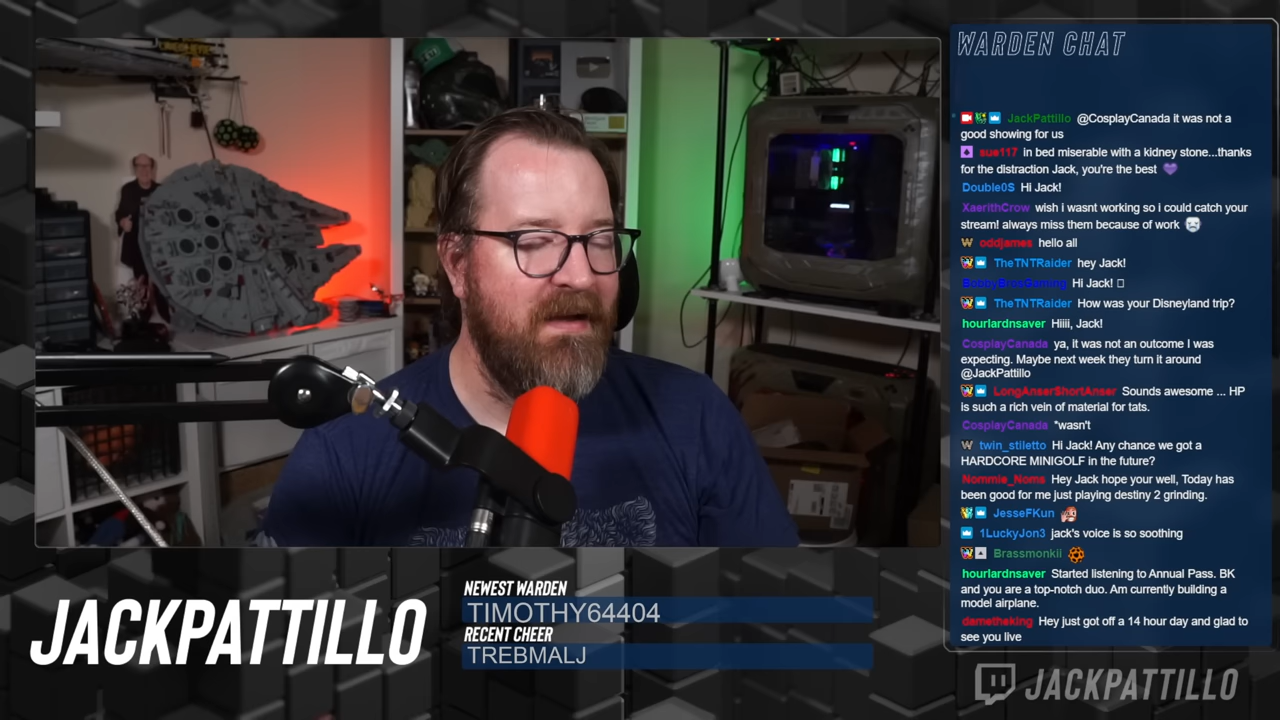 WARDEN CHAT
JackPattillo @CosplayCanada it was not a
good showing for us
sue117 in bed miserable with a kidney stone...thanks
for the distraction Jack, you're the best
Double0S Hi Jack!
XaerithCrow wish i wasnt working so i could catch your
stream! always miss them because of work
oddjames hello all
TheTNTRaider hey Jack!
BobbyBrosGaming Hi Jack!
TheTNTRaider How was your Disneyland trip?
hourlardnsaver Hiiii, Jack!
CosplayCanada ya, it was not an outcome I was
expecting. Maybe next week they turn it around
@JackPattillo
LongAnser$hortAnser Sounds awesome ... HP
is such a rich vein of material for tats.
CosplayCanada *wasn't
twin_stiletto Hi Jack! Any chance we got a
HARDCORE MINIGOLF in the future?
Nommie_Noms Hey Jack hope your well, Today has
been good for me just playing destiny 2 grinding.
JesseFKun
1LuckyJon3 jack's voice is so soothing
Brassmonkii
hourlardnsaver Started listening to Annual Pass. BK
and you are a top-notch duo. Am currently building a
model airplane.
dametheking Hey just got off a 14 hour day and glad to
see you live
JACKPATTILLO
NEWEST WARDEN
TIMOTHY64404
RECENT CHEER
TREBMALJ
JACKPATTILLO